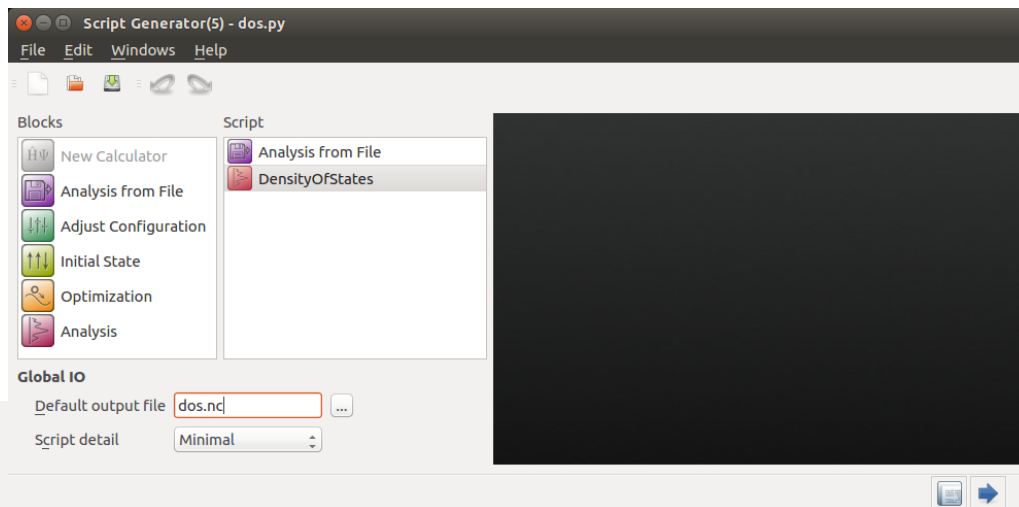 Script Generator(5) - dos.py
File Edit Windows Help
Blocks
Script
ĤΨ New Calculator
Analysis from File
Adjust Configuration
Initial State
Optimization
Analysis
Analysis from File
DensityOfStates
Global IO
Default output file dos.nc ...
Script detail Minimal